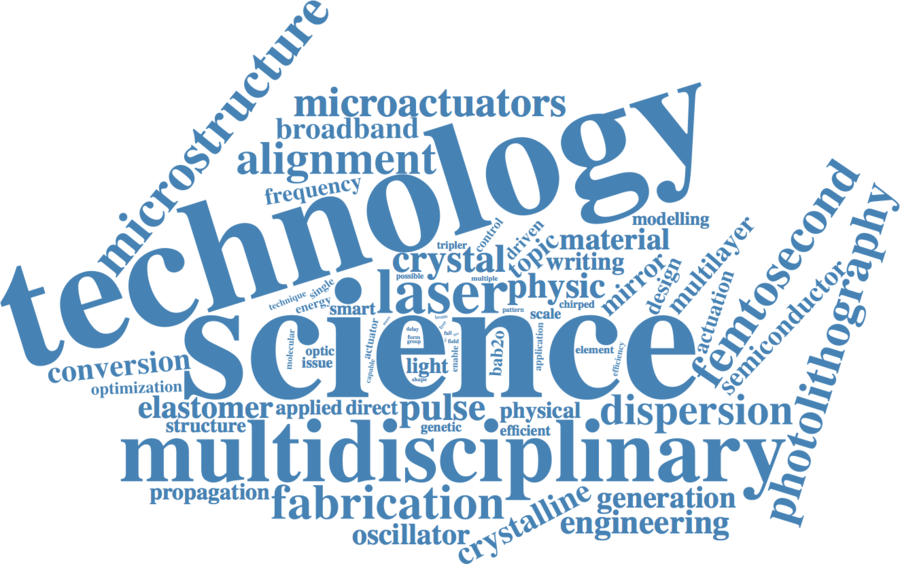 microstructure
microactuators
broadband
alignment
frequency
technology
femtosecond
photolithography
control
driven
modelling
tripler
topic
material
crystal
writing
possible
multiple
mirror
design
multilayer
technique
single
energy
smart
laser
physic
chirped
pattern
scale
actuation
semiconductor
science
conversion
optimization
molecular
optic
issue
actuator
capable
delay
form
group
full
field
light
shape
enable
bab2o
application
element
efficiency
elastomer
applied
direct
pulse
physical
dispersion
structure
genetic
efficient
multidisciplinary
propagation
fabrication
crystalline
generation
oscillator
engineering